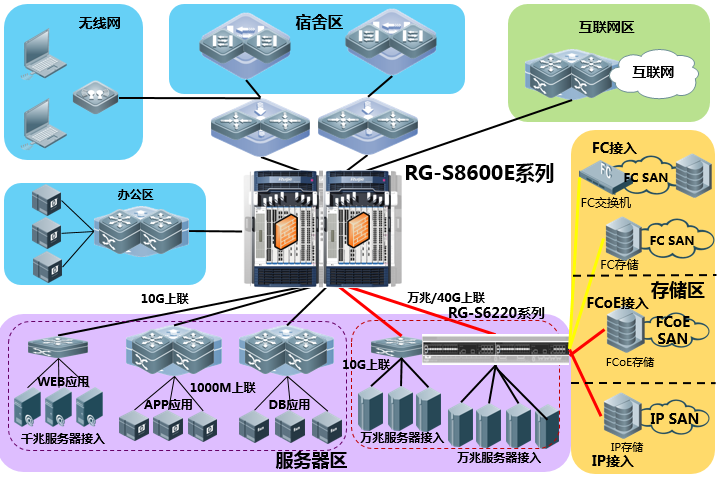 无线网
宿舍区
互联网区
互联网
RG-S8600E系列
FC接入
FC
FC SAN
FC交换机
办公区
FC SAN
FC存储
存储区
10G上联
万兆/40G上联
RG-S6220系列
FCoE接入
FCoE
SAN
FCoE存储
10G上联
WEB应用
1000M上联
APP应用
DB应用
千兆服务器接入
万兆服务器接入
万兆服务器接入
服务器区
IP SAN
IP存储
IP接入